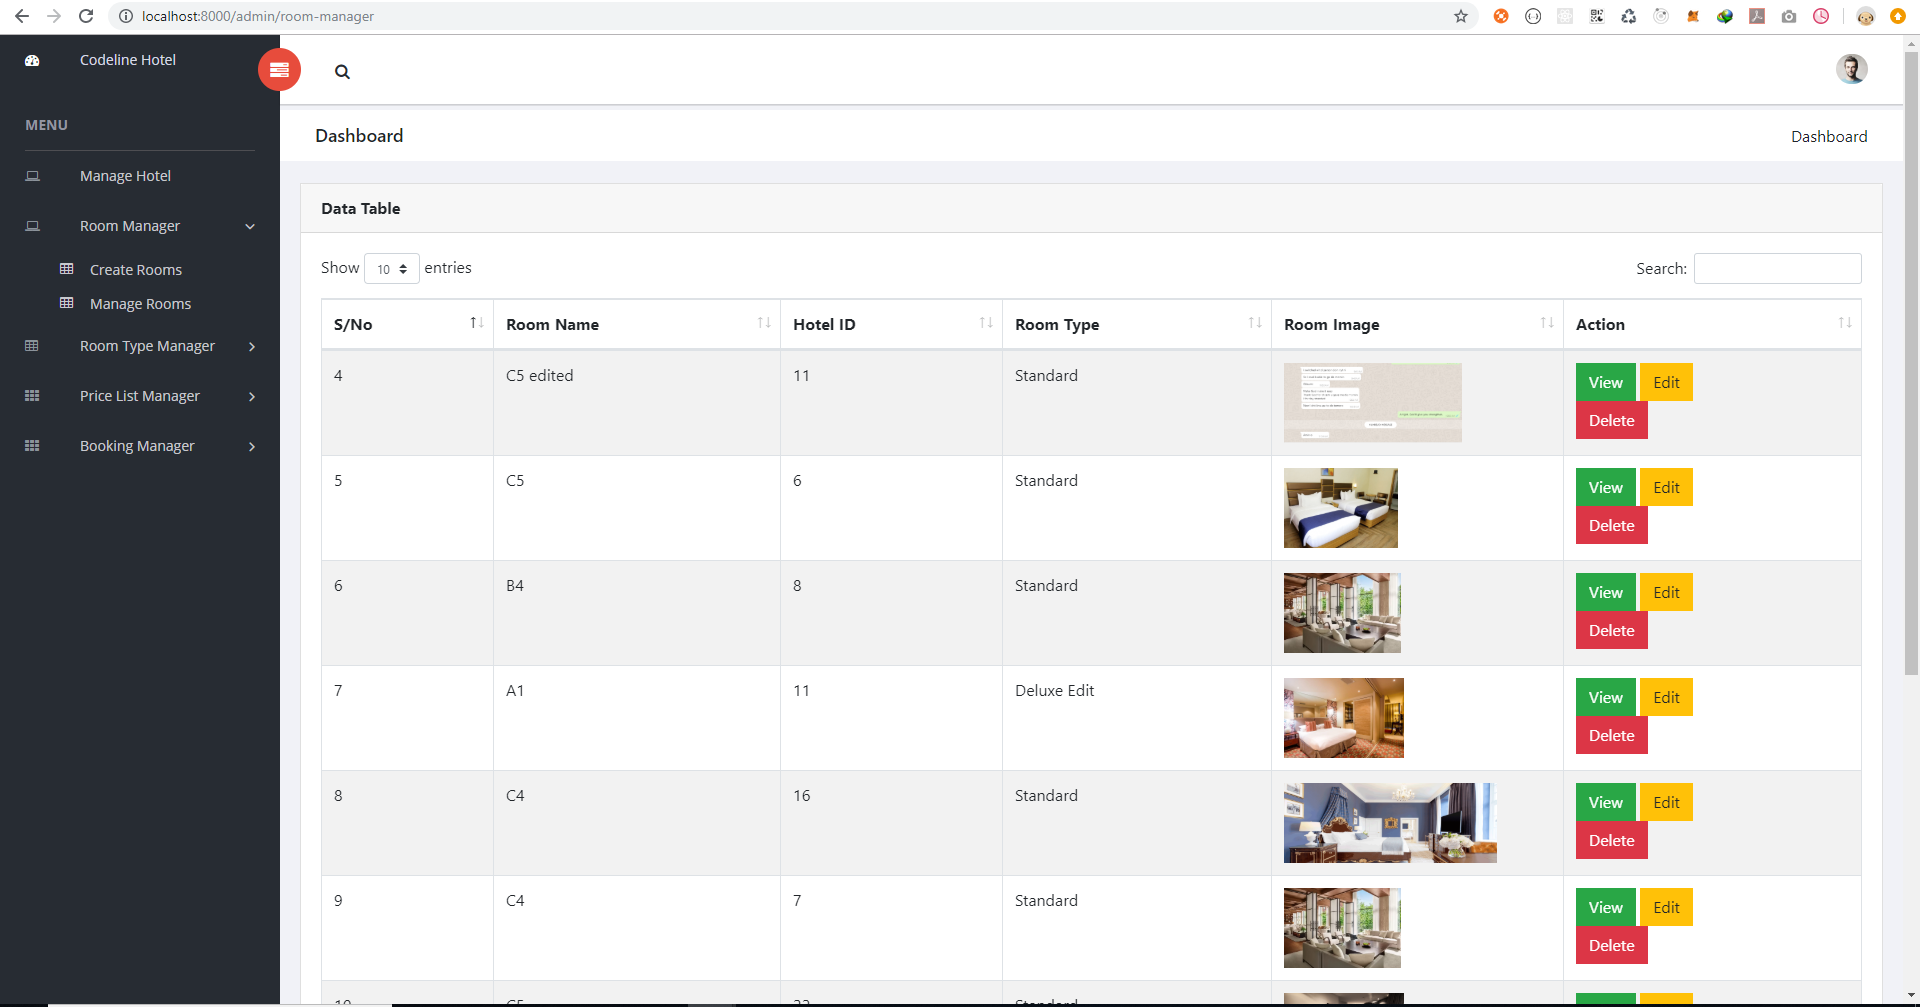 localhost:8000/admin/room-manager
Codeline Hotel
MENU
Manage Hotel
Room Manager
Create Rooms
Manage Rooms
Room Type Manager
Price List Manager
Booking Manager
Dashboard
Dashboard
Data Table
Show 10 entries
Search:
S/No Room Name Hotel ID Room Type Room Image Action
4 C5 edited 11 Standard View Edit
Delete
5 C5 6 Standard View Edit
Delete
6 B4 8 Standard View Edit
Delete
7 A1 11 Deluxe Edit View Edit
Delete
8 C4 16 Standard View Edit
Delete
9 C4 7 Standard View Edit
Delete